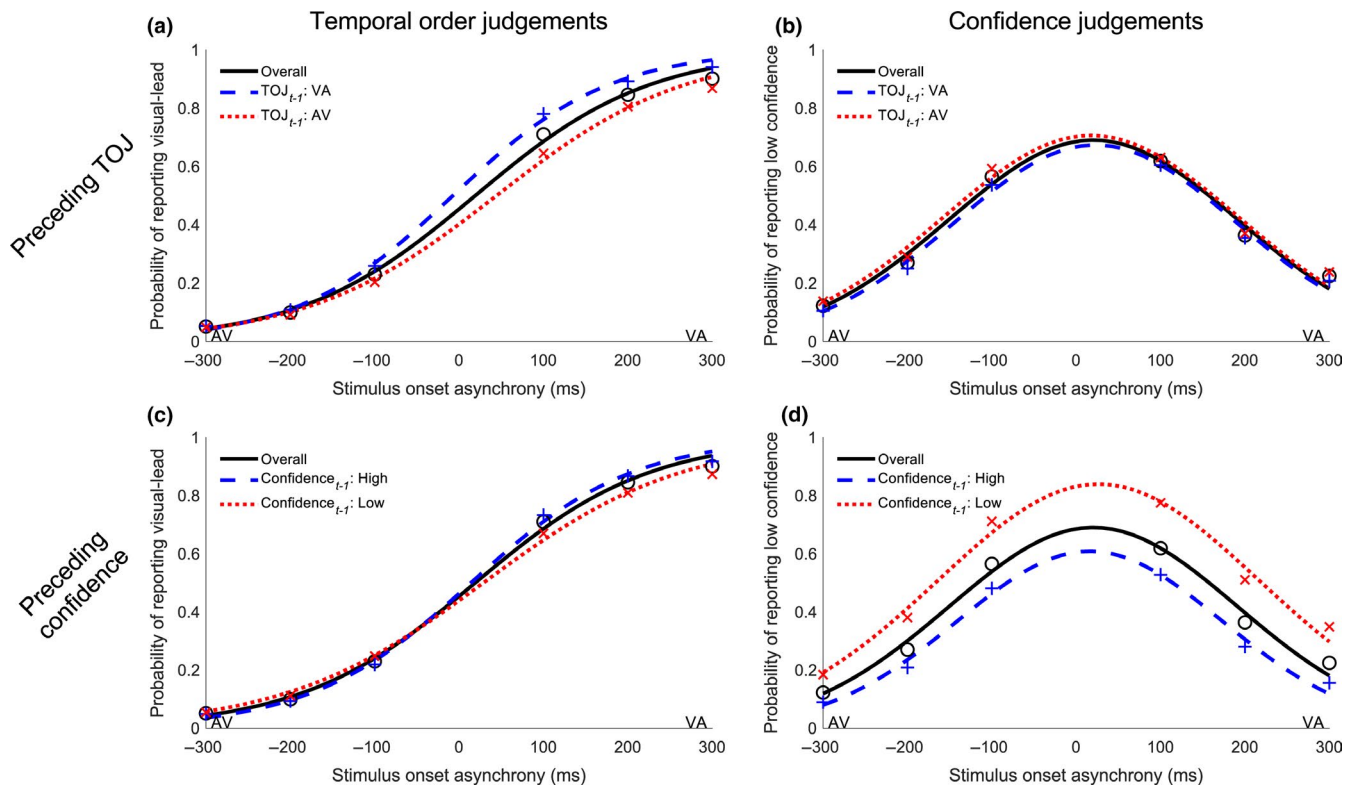 Temporal order judgements
Confidence judgements
Preceding TOJ
(a)
Probability of reporting visual-lead
1
0.8
0.6
0.4
0.2
0
Overall
TOJt-1: VA
TOJt-1: AV
AV
VA
–300 –200 –100 0 100 200 300
Stimulus onset asynchrony (ms)
(b)
Probability of reporting low confidence
1
0.8
0.6
0.4
0.2
0
Overall
TOJt-1: VA
TOJt-1: AV
AV
VA
–300 –200 –100 0 100 200 300
Stimulus onset asynchrony (ms)
Preceding
confidence
(c)
Probability of reporting visual-lead
1
0.8
0.6
0.4
0.2
0
Overall
Confidencet-1: High
Confidencet-1: Low
AV
VA
–300 –200 –100 0 100 200 300
Stimulus onset asynchrony (ms)
(d)
Probability of reporting low confidence
1
0.8
0.6
0.4
0.2
0
Overall
Confidencet-1: High
Confidencet-1: Low
AV
VA
–300 –200 –100 0 100 200 300
Stimulus onset asynchrony (ms)